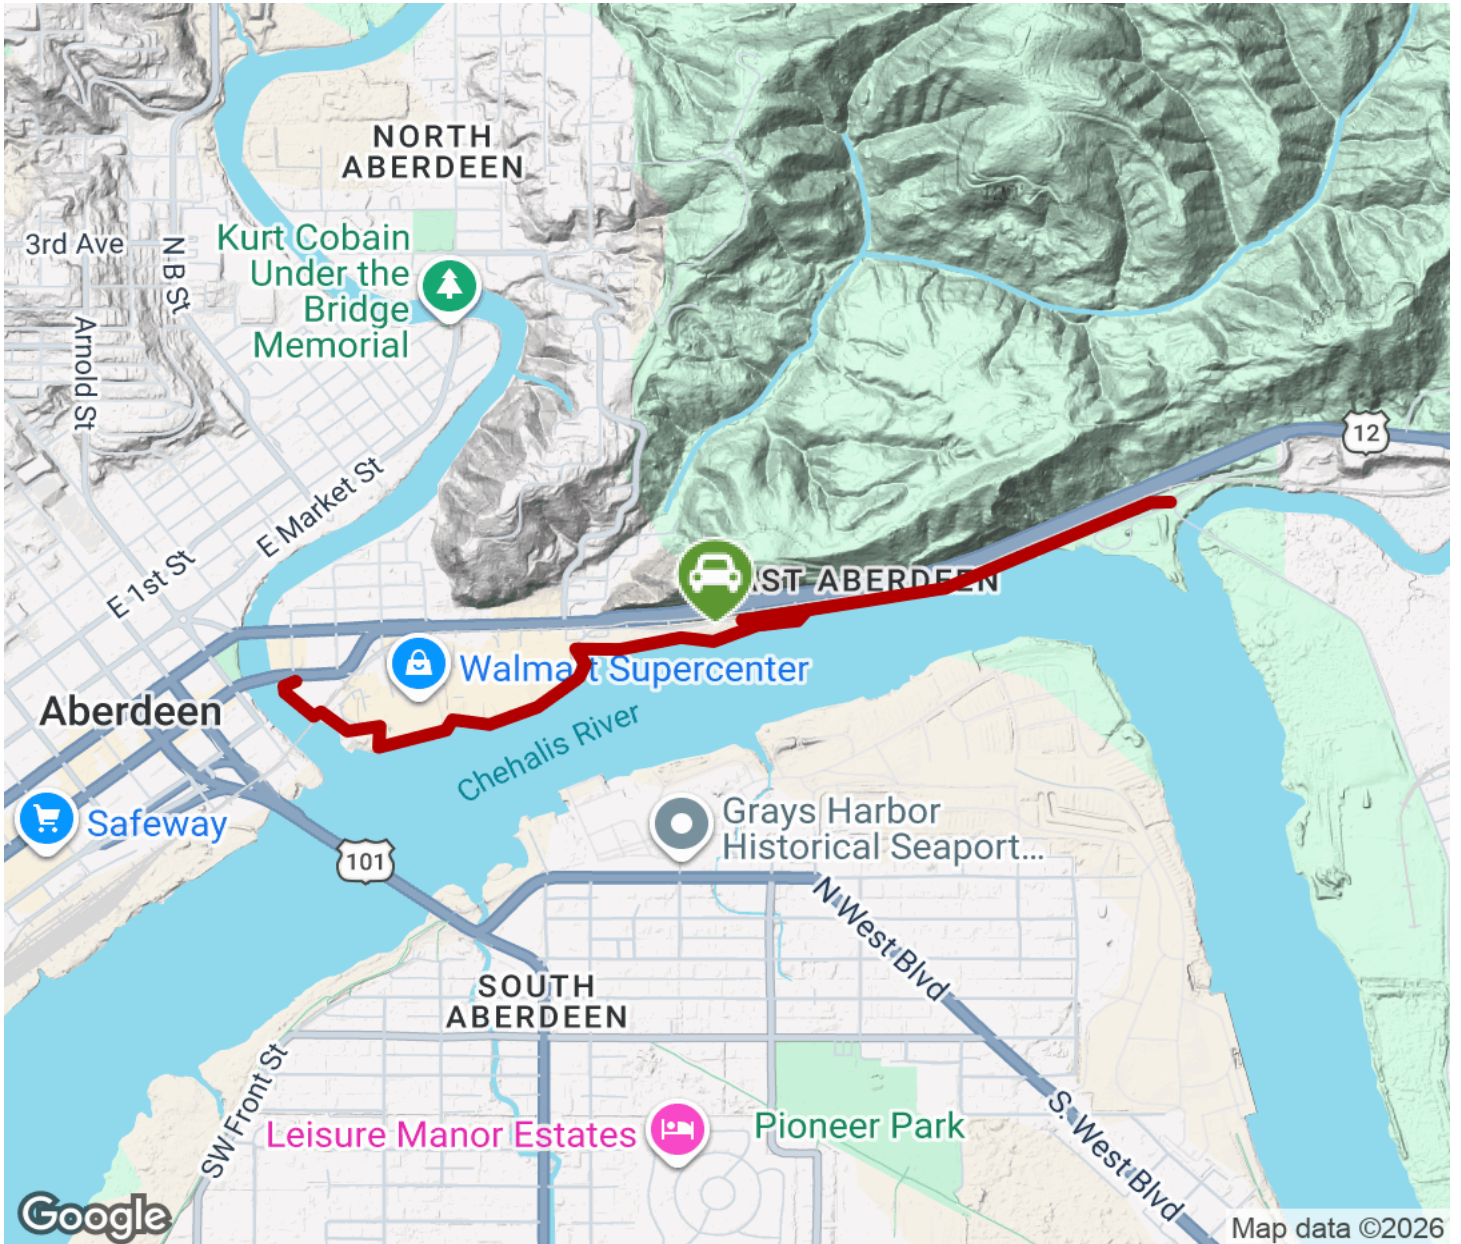 NORTH
ABERDEEN
3rd Ave
N B St
Kurt Cobain
Under the
Bridge
Memorial
Arnold St
12
E Market St
E 1st St
AST ABERDEEN
Walmart Supercenter
Aberdeen
Chehalis River
Safeway
Grays Harbor
Historical Seaport...
101
N West Blvd
SOUTH
ABERDEEN
SW Front St
Leisure Manor Estates
Pioneer Park
S. West Blvd
Google
Map data ©2026